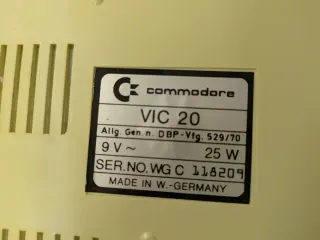 commodore
VIC 20
Allg. Gen. n. DBP-Vfg. 529/70
9 V ~ 25 W
SER.NO. WG C 118209
MADE IN W.-GERMANY